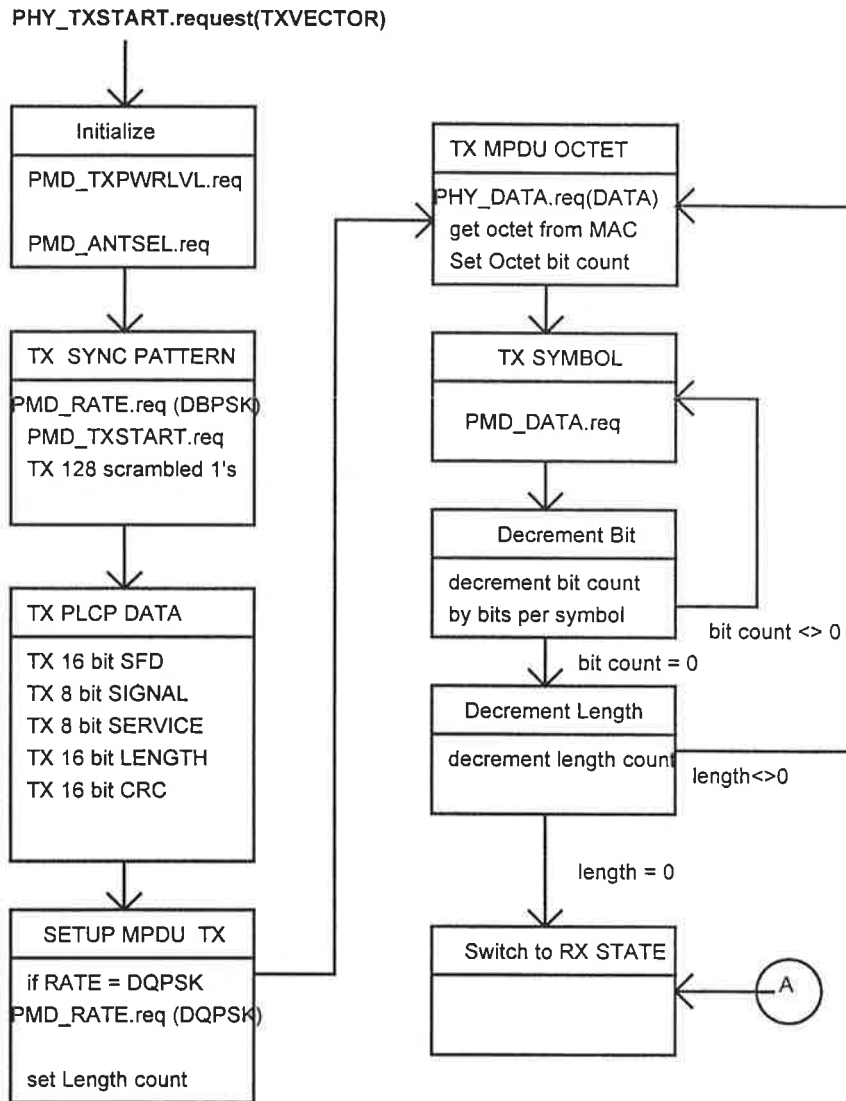 PHY_TXSTART.request(TXVECTOR)
Initialize
PMD_TXPWRLVL.req
PMD_ANTSEL.req
TX SYNC PATTERN
PMD_RATE.req (DBPSK)
PMD_TXSTART.req
TX 128 scrambled 1's
TX PLCP DATA
TX 16 bit SFD
TX 8 bit SIGNAL
TX 8 bit SERVICE
TX 16 bit LENGTH
TX 16 bit CRC
SETUP MPDU TX
if RATE = DQPSK
PMD_RATE.req (DQPSK)
set Length count
TX MPDU OCTET
PHY_DATA.req(DATA)
get octet from MAC
Set Octet bit count
TX SYMBOL
PMD_DATA.req
Decrement Bit
decrement bit count
by bits per symbol
bit count <> 0
bit count = 0
Decrement Length
decrement length count
length<>0
length = 0
Switch to RX STATE
A